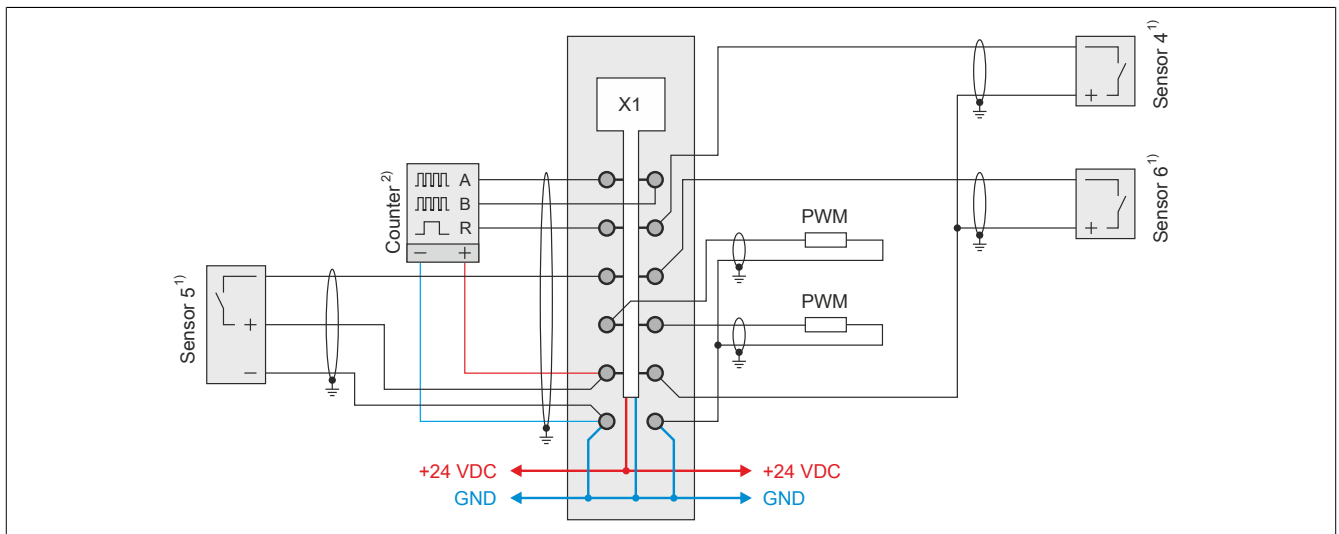 X1
Sensor 4 1)
Counter 2)
A
B
R
− +
Sensor 6 1)
PWM
Sensor 5 1)
+
−
PWM
+
+
+24 VDC
+24 VDC
GND
GND